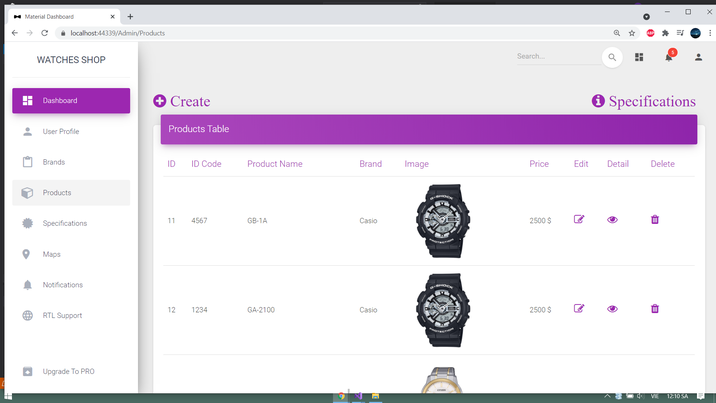 Material Dashboard
localhost:44339/Admin/Products
WATCHES SHOP
Search...
5
Dashboard
User Profile
Brands
Products
Specifications
Maps
Notifications
RTL Support
Upgrade To PRO
Create
Specifications
Products Table
ID ID Code Product Name Brand Image Price Edit Detail Delete
11 4567 GB-1A Casio 2500 $
12 1234 GA-2100 Casio 2500 $
VIE 12:10 SA